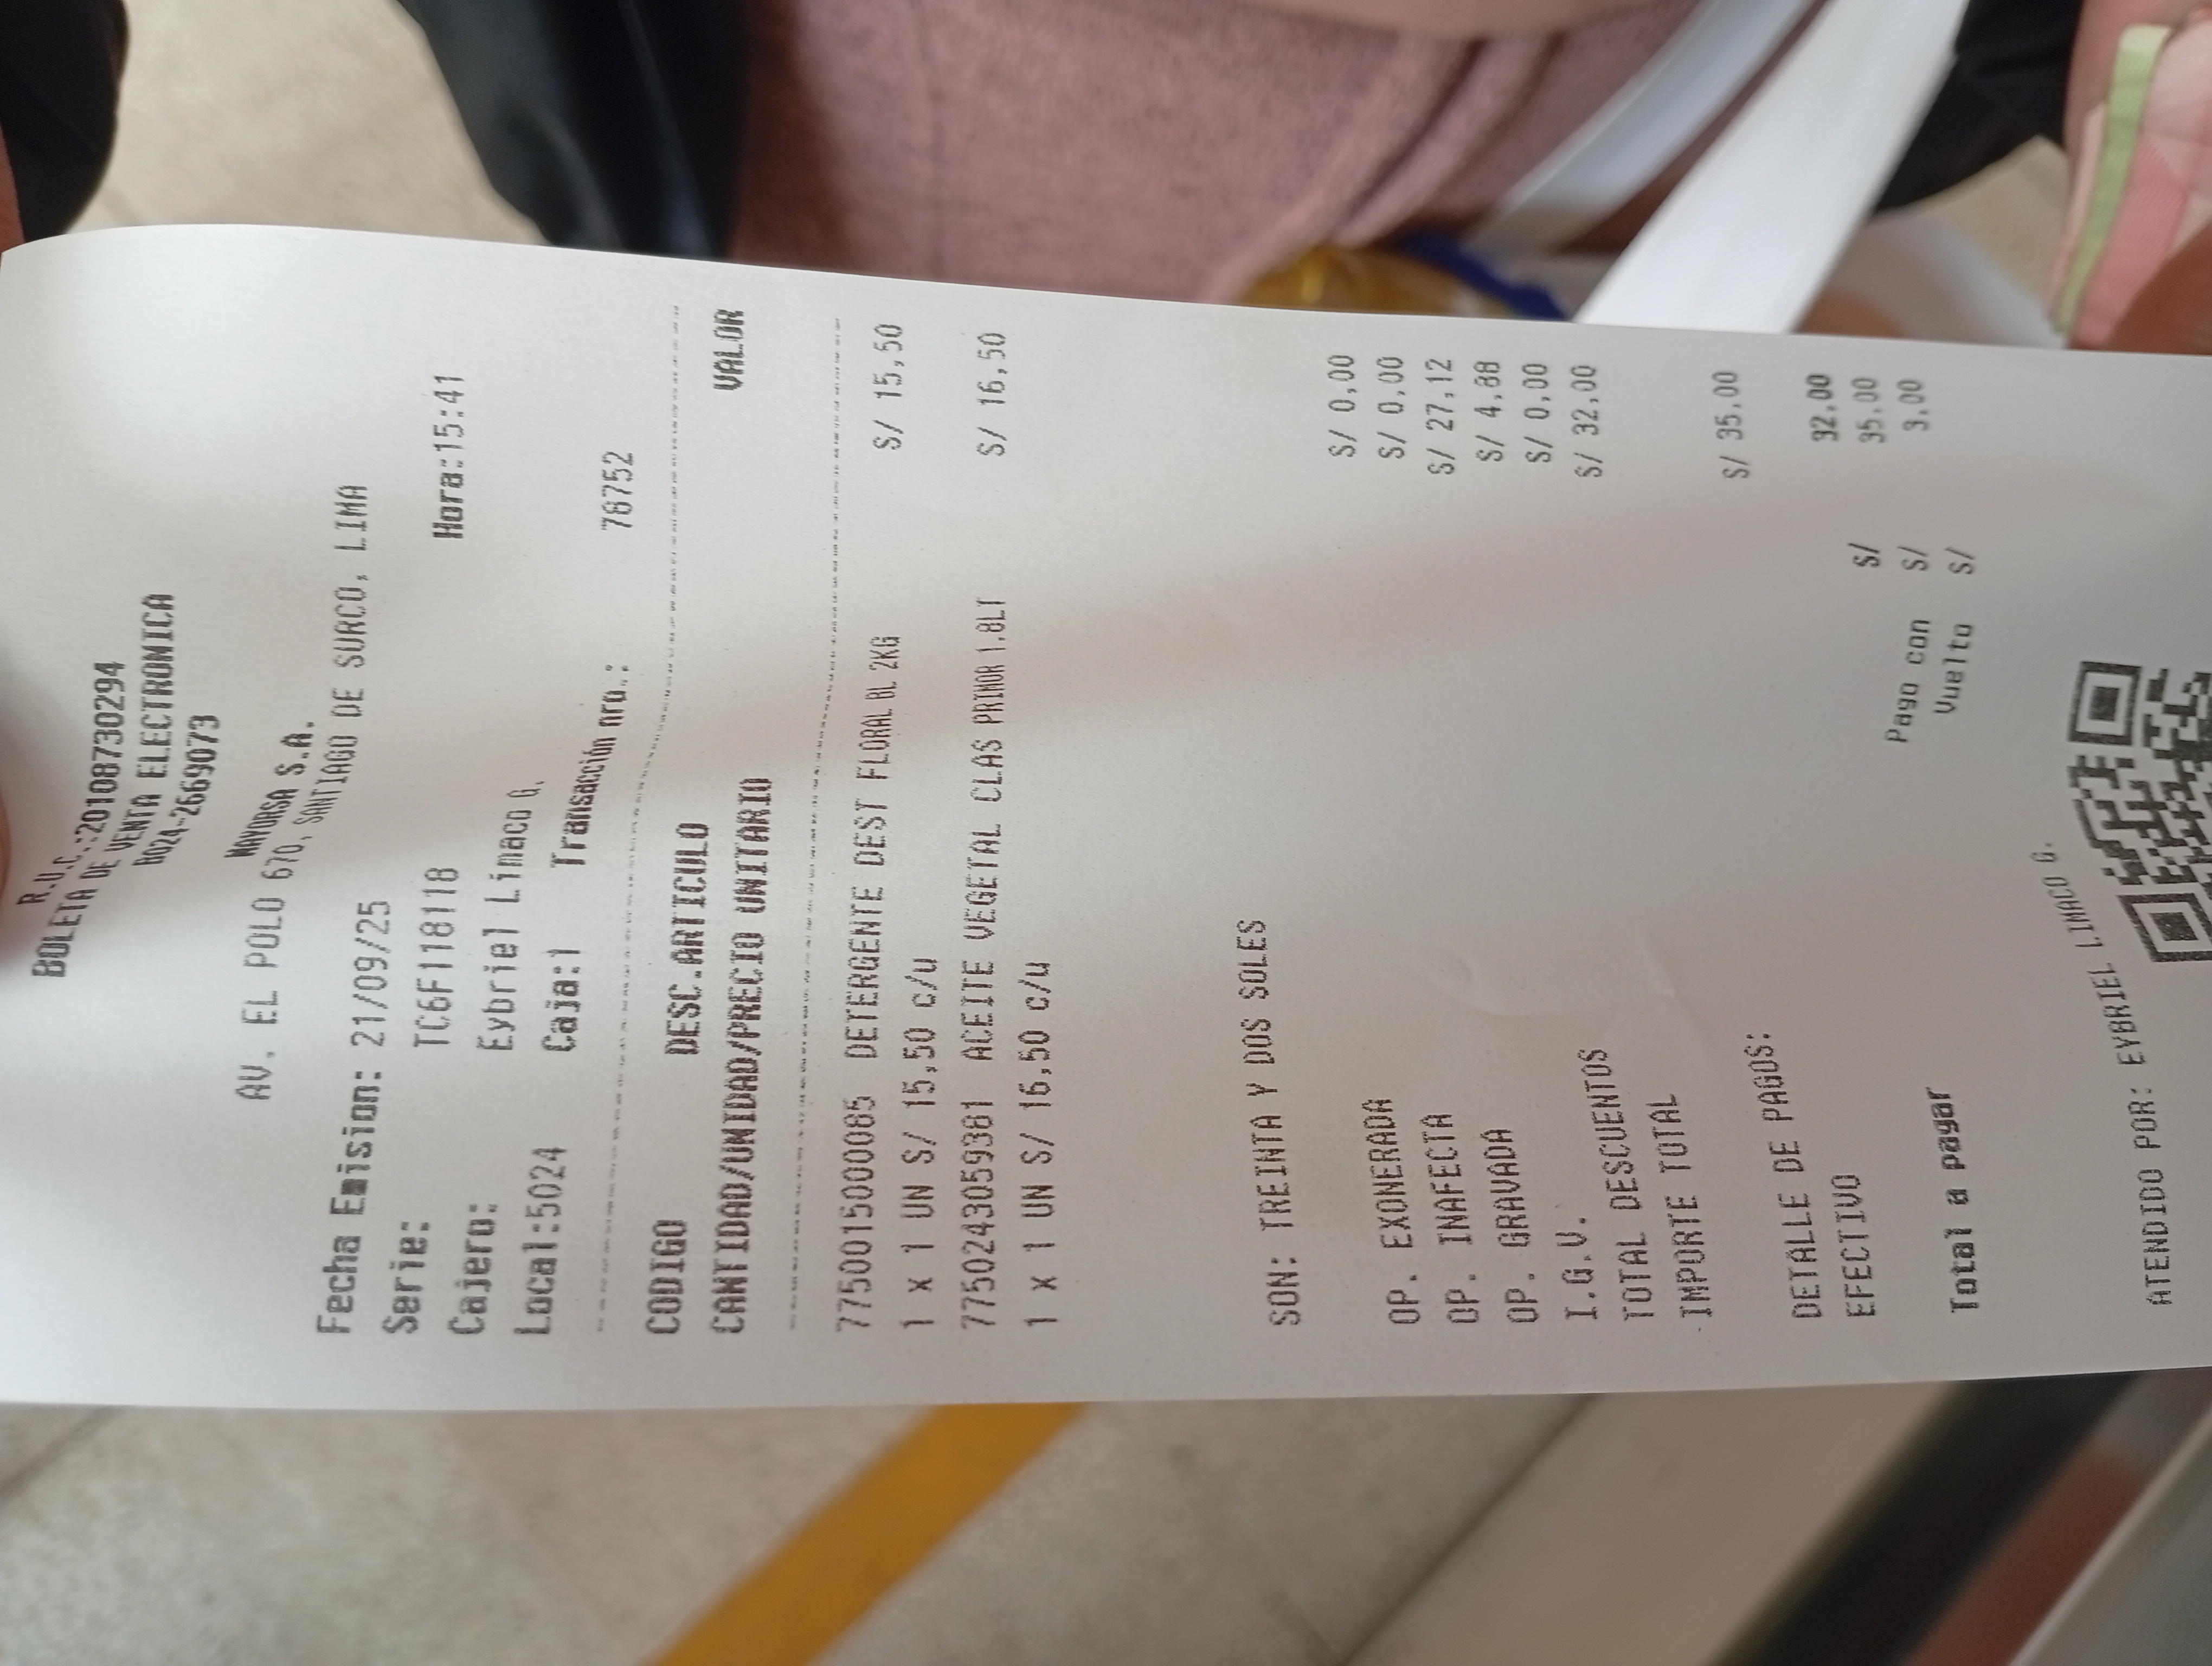 R.U.C.:20108730294
BOLETA DE VENTA ELECTRONICA
B024-2669073
MAYORSA S.A.
AV. EL POLO 670, SANTIAGO DE SURCO, LIMA
Fecha Emision: 21/09/25 Hora:15:41
Serie: TC6F118118
Cajero: Eybriel Limaco G.
Local:5024 Caja:1 Transacción nro.: 78752
CODIGO DESC.ARTICULO VALOR
CANTIDAD/UNIDAD/PRECIO UNITARIO
7750015000085 DETERGENTE DEST FLORAL BL 2KG S/ 15,50
1 x 1 UN S/ 15,50 c/u
7750243059381 ACEITE VEGETAL CLAS PRIMOR 1.8LT S/ 16,50
1 x 1 UN S/ 16,50 c/u
SON: TREINTA Y DOS SOLES
OP. EXONERADA S/ 0,00
OP. INAFECTA S/ 0,00
OP. GRAVADA S/ 27,12
I.G.V. S/ 4,88
TOTAL DESCUENTOS S/ 0,00
IMPORTE TOTAL S/ 32,00
DETALLE DE PAGOS:
EFECTIVO S/ 35,00
Total a pagar S/ 32,00
Pago con S/ 35.00
Vuelto S/ 3,00
ATENDIDO POR: EYBRIEL LIMACO G.